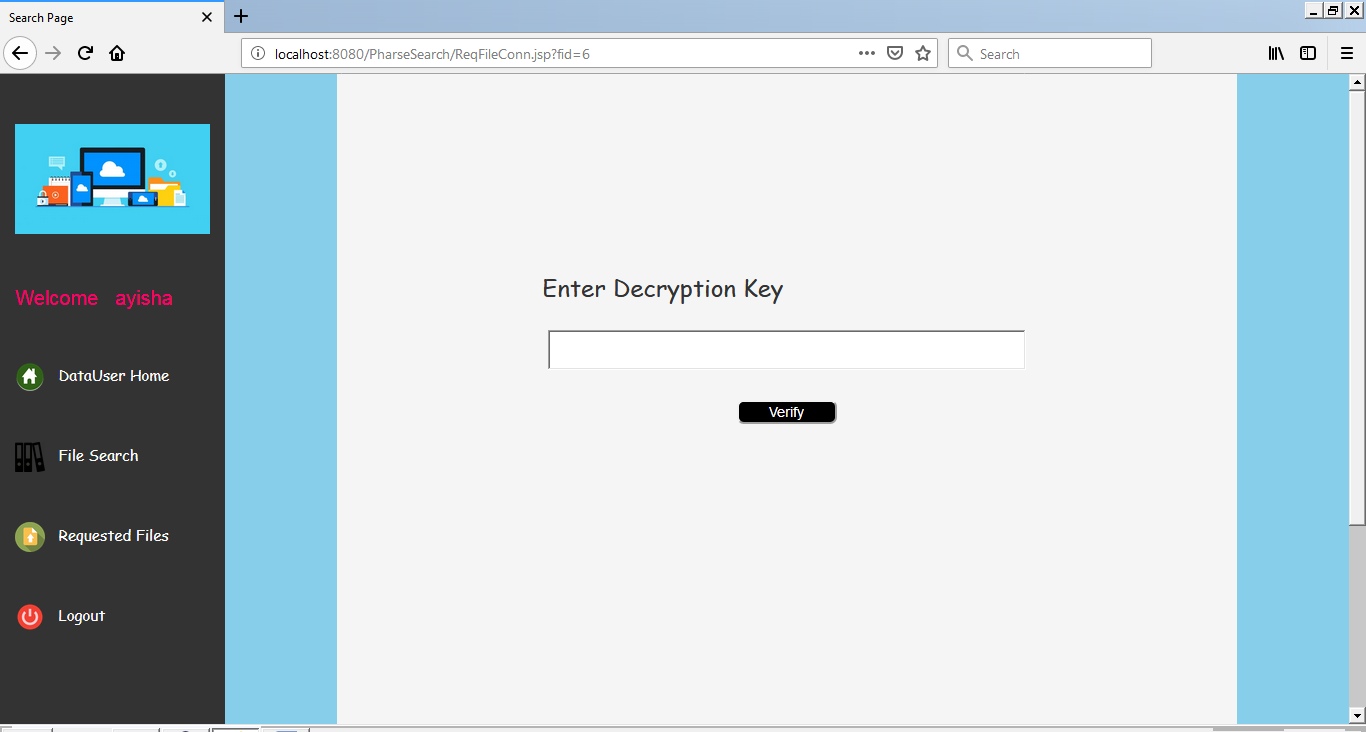 Search Page
localhost:8080/PharseSearch/ReqFileConn.jsp?fid=6
Search
Welcome ayisha
DataUser Home
File Search
Requested Files
Logout
Enter Decryption Key
Verify